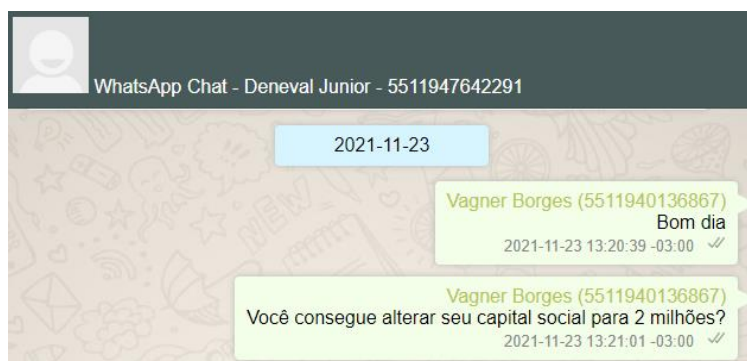 WhatsApp Chat - Deneval Junior - 5511947642291
2021-11-23
Vagner Borges (5511940136867)
Bom dia
2021-11-23 13:20:39 -03:00
Vagner Borges (5511940136867)
Você consegue alterar seu capital social para 2 milhões?
2021-11-23 13:21:01 -03:00